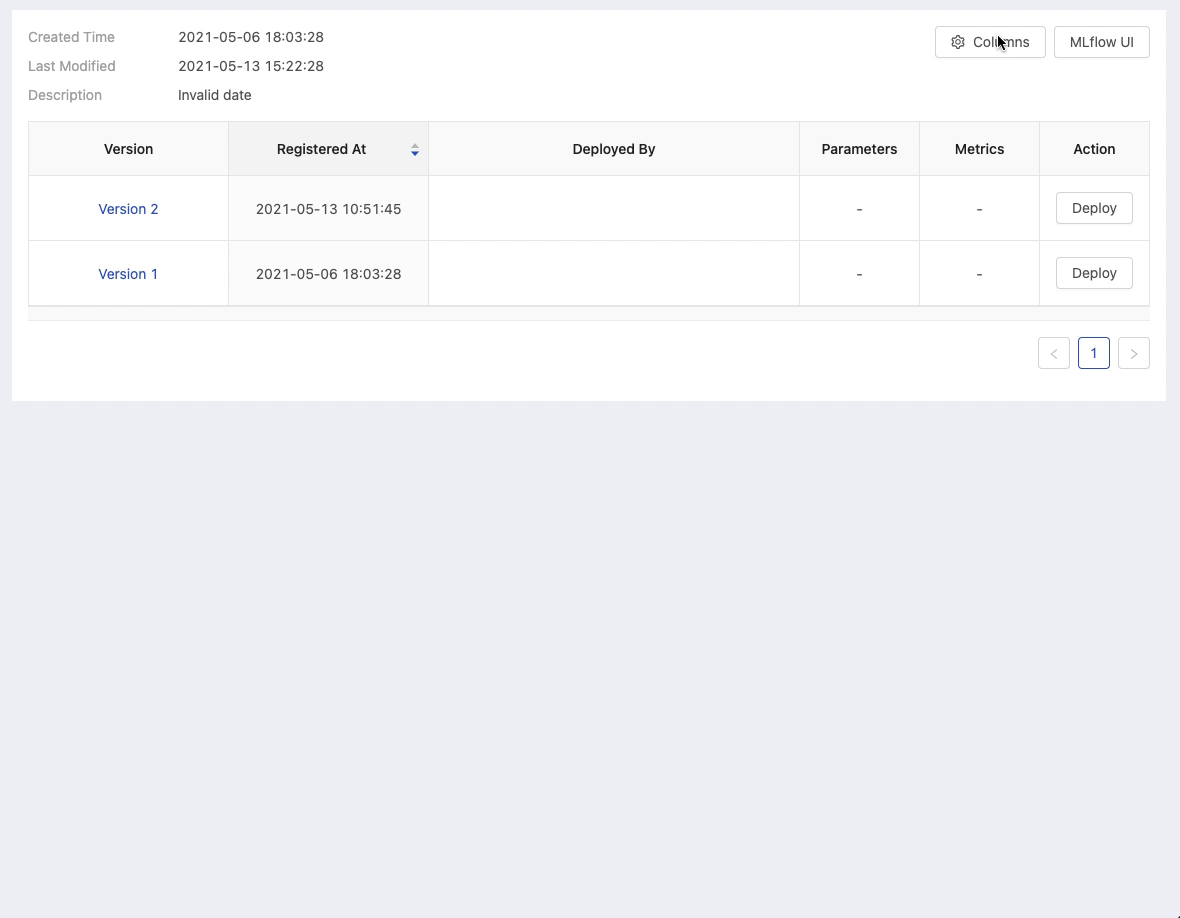 Created Time 2021-05-06 18:03:28
Columns MLflow UI
Last Modified 2021-05-13 15:22:28
Description Invalid date
Version Registered At Deployed By Parameters Metrics Action
Version 2 2021-05-13 10:51:45 - - Deploy
Version 1 2021-05-06 18:03:28 - - Deploy
< 1 >